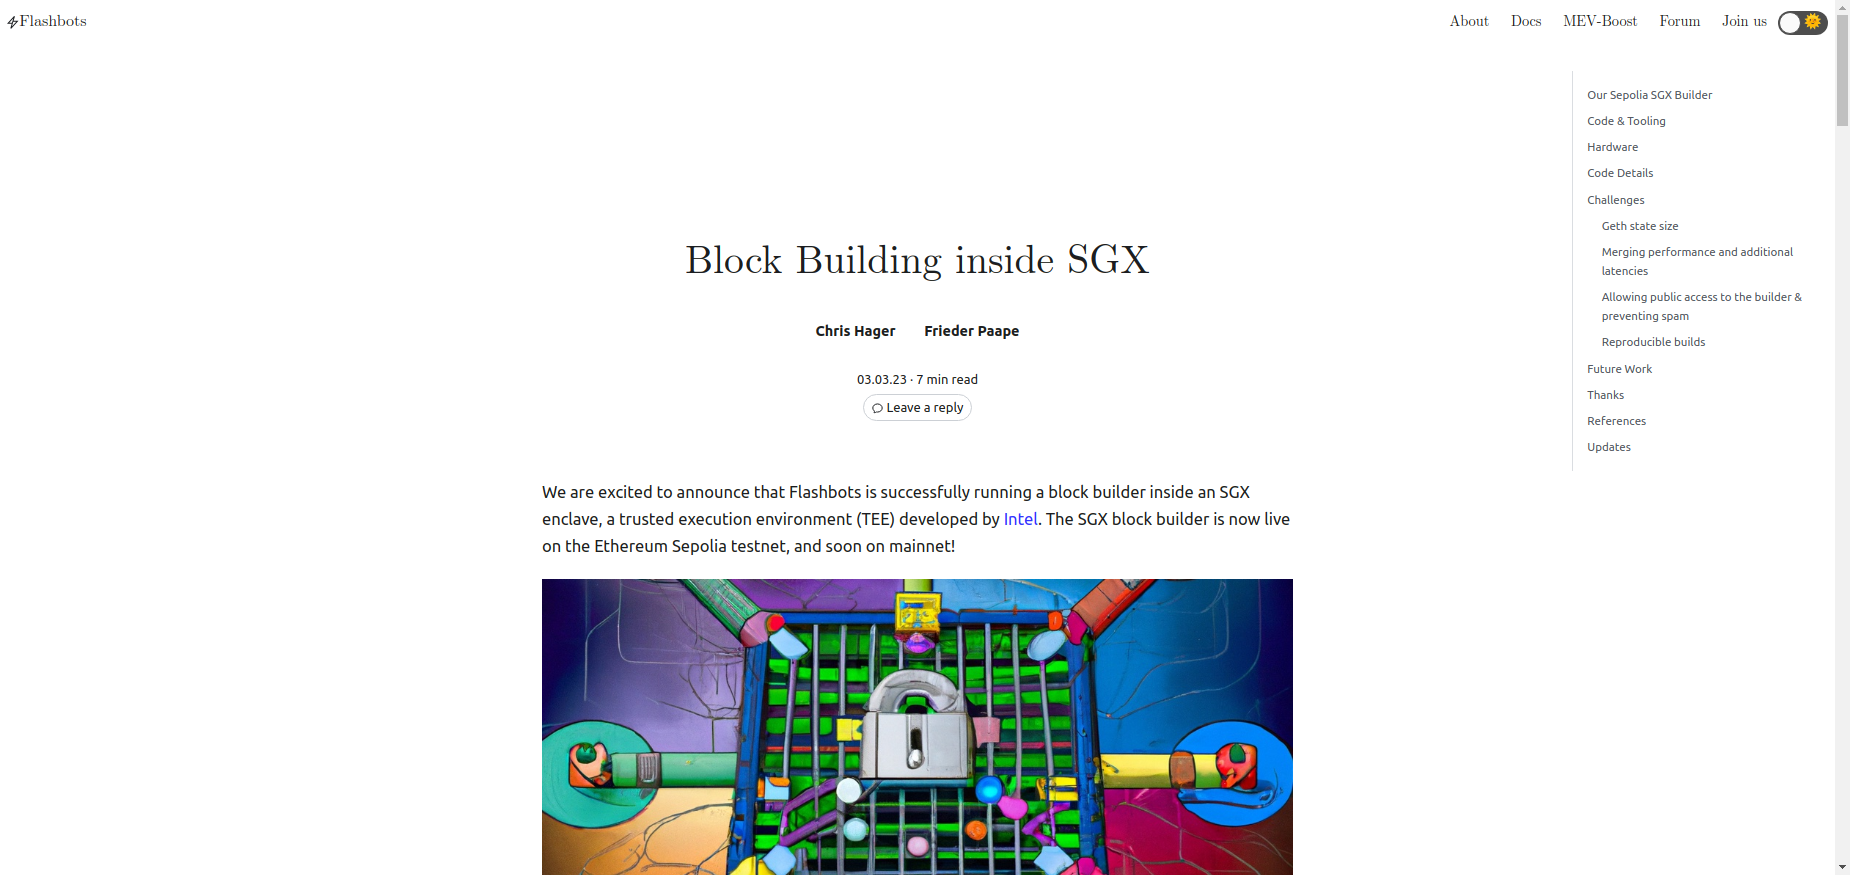 Flashbots
About Docs MEV-Boost Forum Join us
Our Sepolia SGX Builder
Code & Tooling
Hardware
Code Details
Challenges
Geth state size
Merging performance and additional
latencies
Allowing public access to the builder &
preventing spam
Reproducible builds
Future Work
Thanks
References
Updates
Block Building inside SGX
Chris Hager Frieder Paape
03.03.23 · 7 min read
Leave a reply
We are excited to announce that Flashbots is successfully running a block builder inside an SGX
enclave, a trusted execution environment (TEE) developed by Intel. The SGX block builder is now live
on the Ethereum Sepolia testnet, and soon on mainnet!